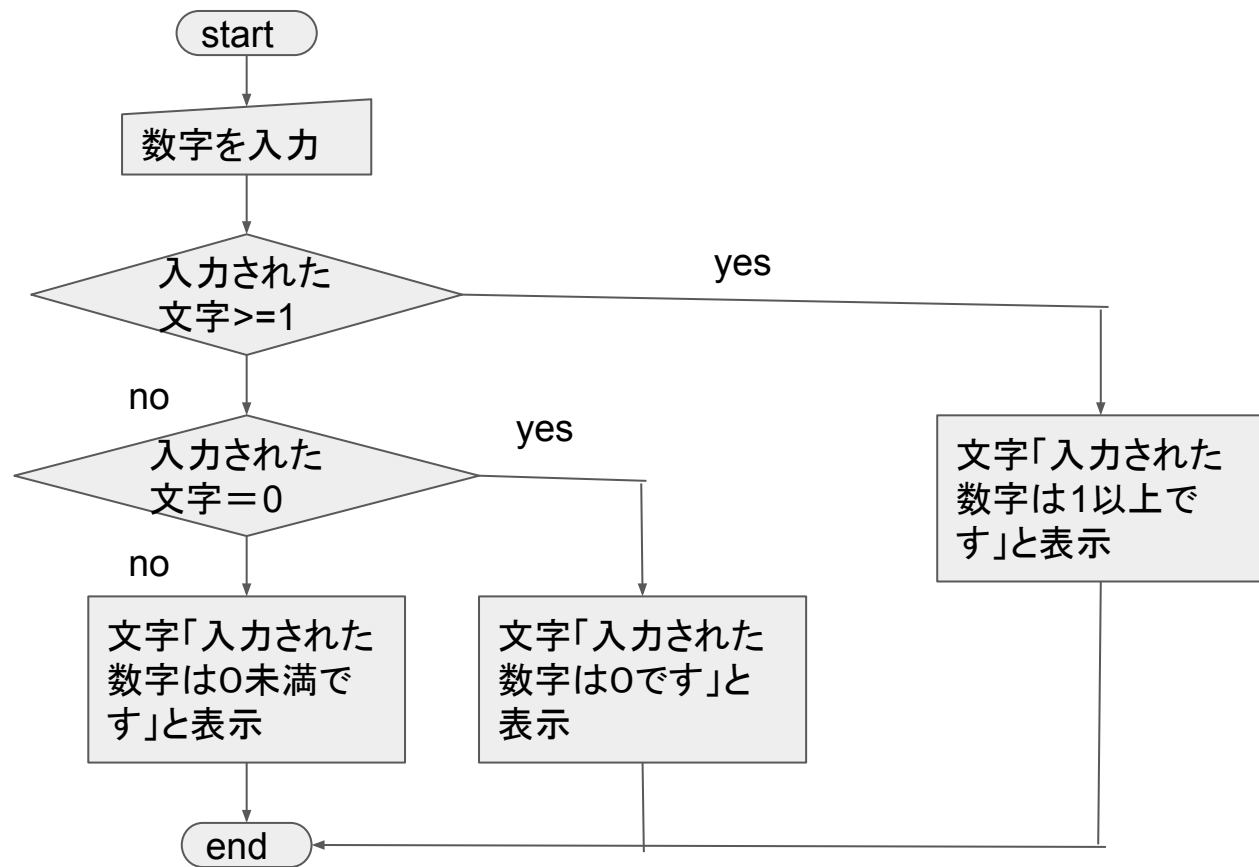 start
数字を入力
入力された
文字>=1
yes
no
入力された
文字＝0
yes
文字「入力された
数字は1以上で
す」と表示
no
文字「入力された
数字は0未満で
す」と表示
文字「入力された
数字は0です」と
表示
end